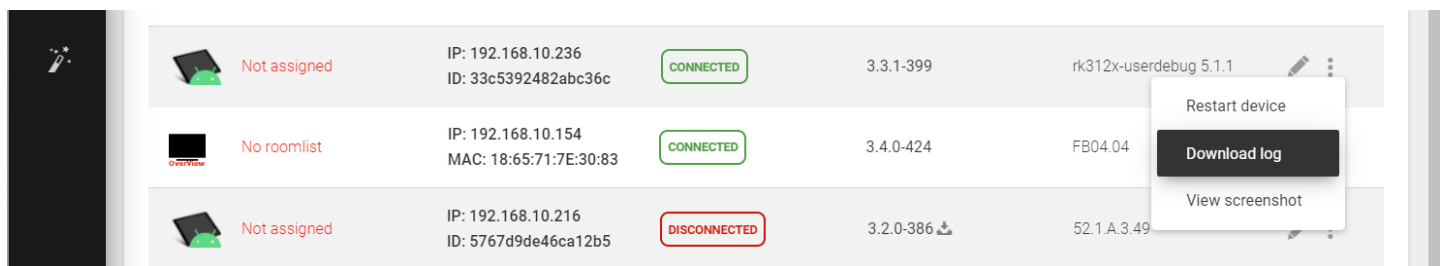 Not assigned
IP: 192.168.10.236
ID: 33c5392482abc36c
CONNECTED
3.3.1-399
rk312x-userdebug 5.1.1
Restart device
Download log
View screenshot
OverView
No roomlist
IP: 192.168.10.154
MAC: 18:65:71:7E:30:83
CONNECTED
3.4.0-424
FB04.04
Not assigned
IP: 192.168.10.216
ID: 5767d9de46ca12b5
DISCONNECTED
3.2.0-386
52.1.A.3.49